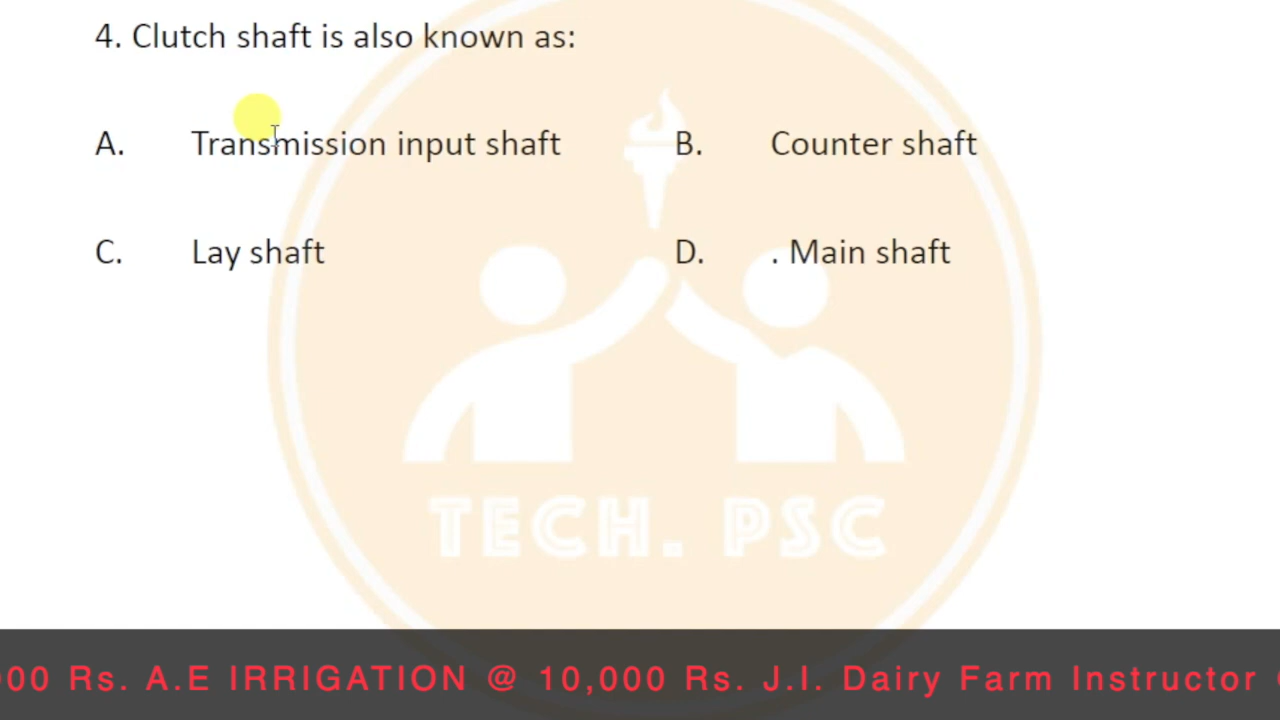 4. Clutch shaft is also known as:
A. Transmission input shaft B. Counter shaft
C. Lay shaft D. . Main shaft
TECH. PSC
00 Rs. A.E IRRIGATION @ 10,000 Rs. J.I. Dairy Farm Instructor